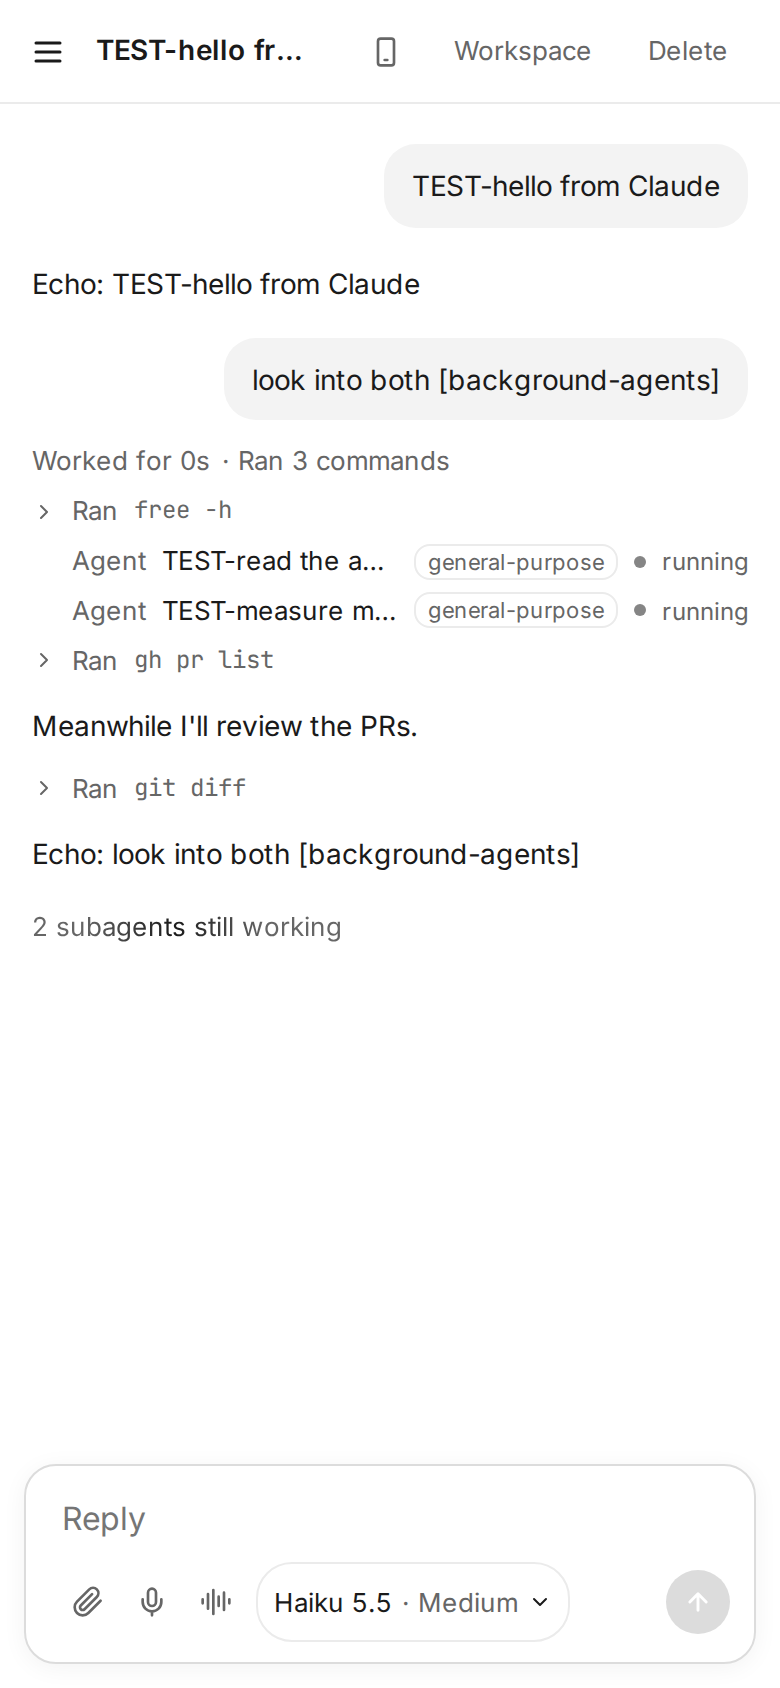 TEST-hello fr...
Workspace
Delete
TEST-hello from Claude
Echo: TEST-hello from Claude
look into both [background-agents]
Worked for 0s · Ran 3 commands
Ran free -h
Agent TEST-read the a... general-purpose running
Agent TEST-measure m... general-purpose running
Ran gh pr list
Meanwhile I'll review the PRs.
Ran git diff
Echo: look into both [background-agents]
2 subagents still working
Reply
Haiku 5.5 · Medium